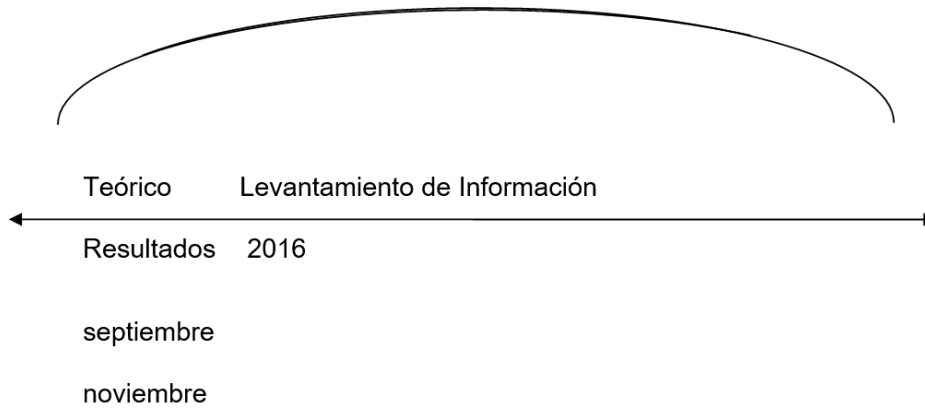 Teórico Levantamiento de Información
Resultados 2016
septiembre
noviembre